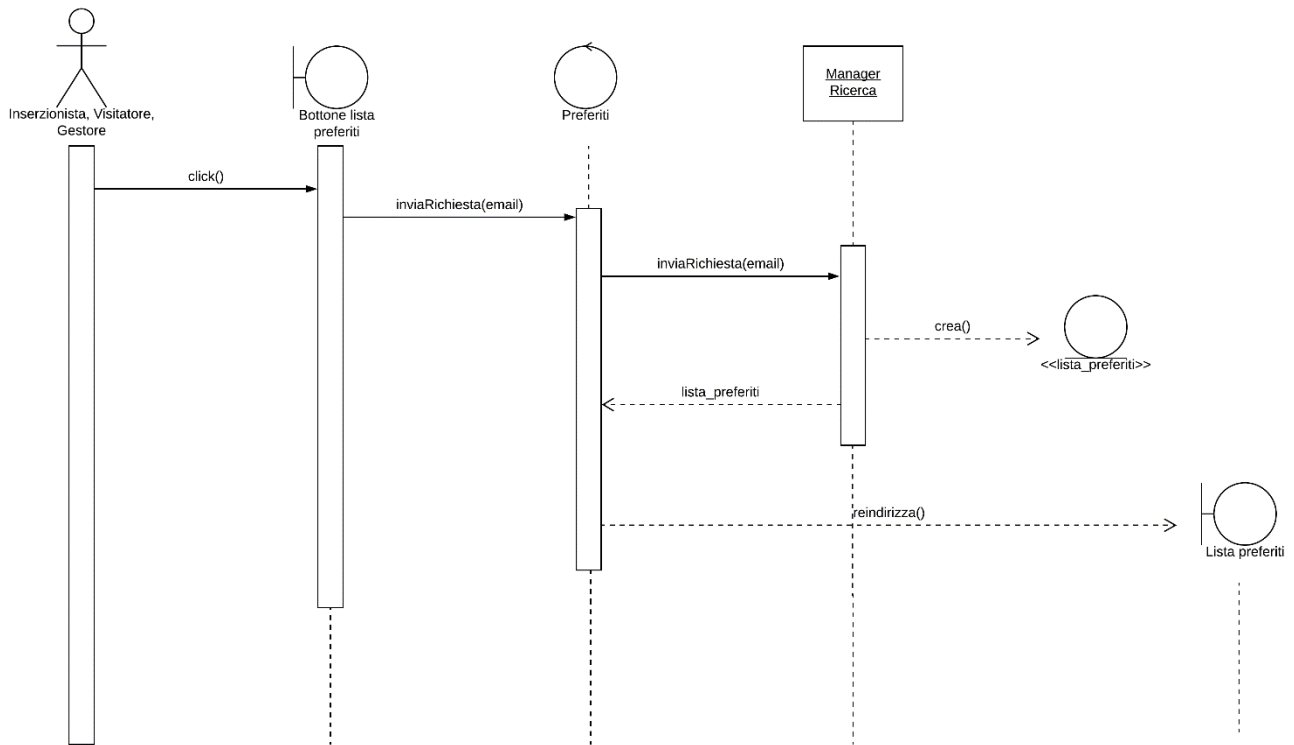 Inserzionista, Visitatore,
Gestore
Bottone lista
preferiti
Preferiti
Manager
Ricerca
click()
inviaRichiesta(email)
inviaRichiesta(email)
crea()
<<lista_preferiti>>
lista_preferiti
reindirizza()
Lista preferiti